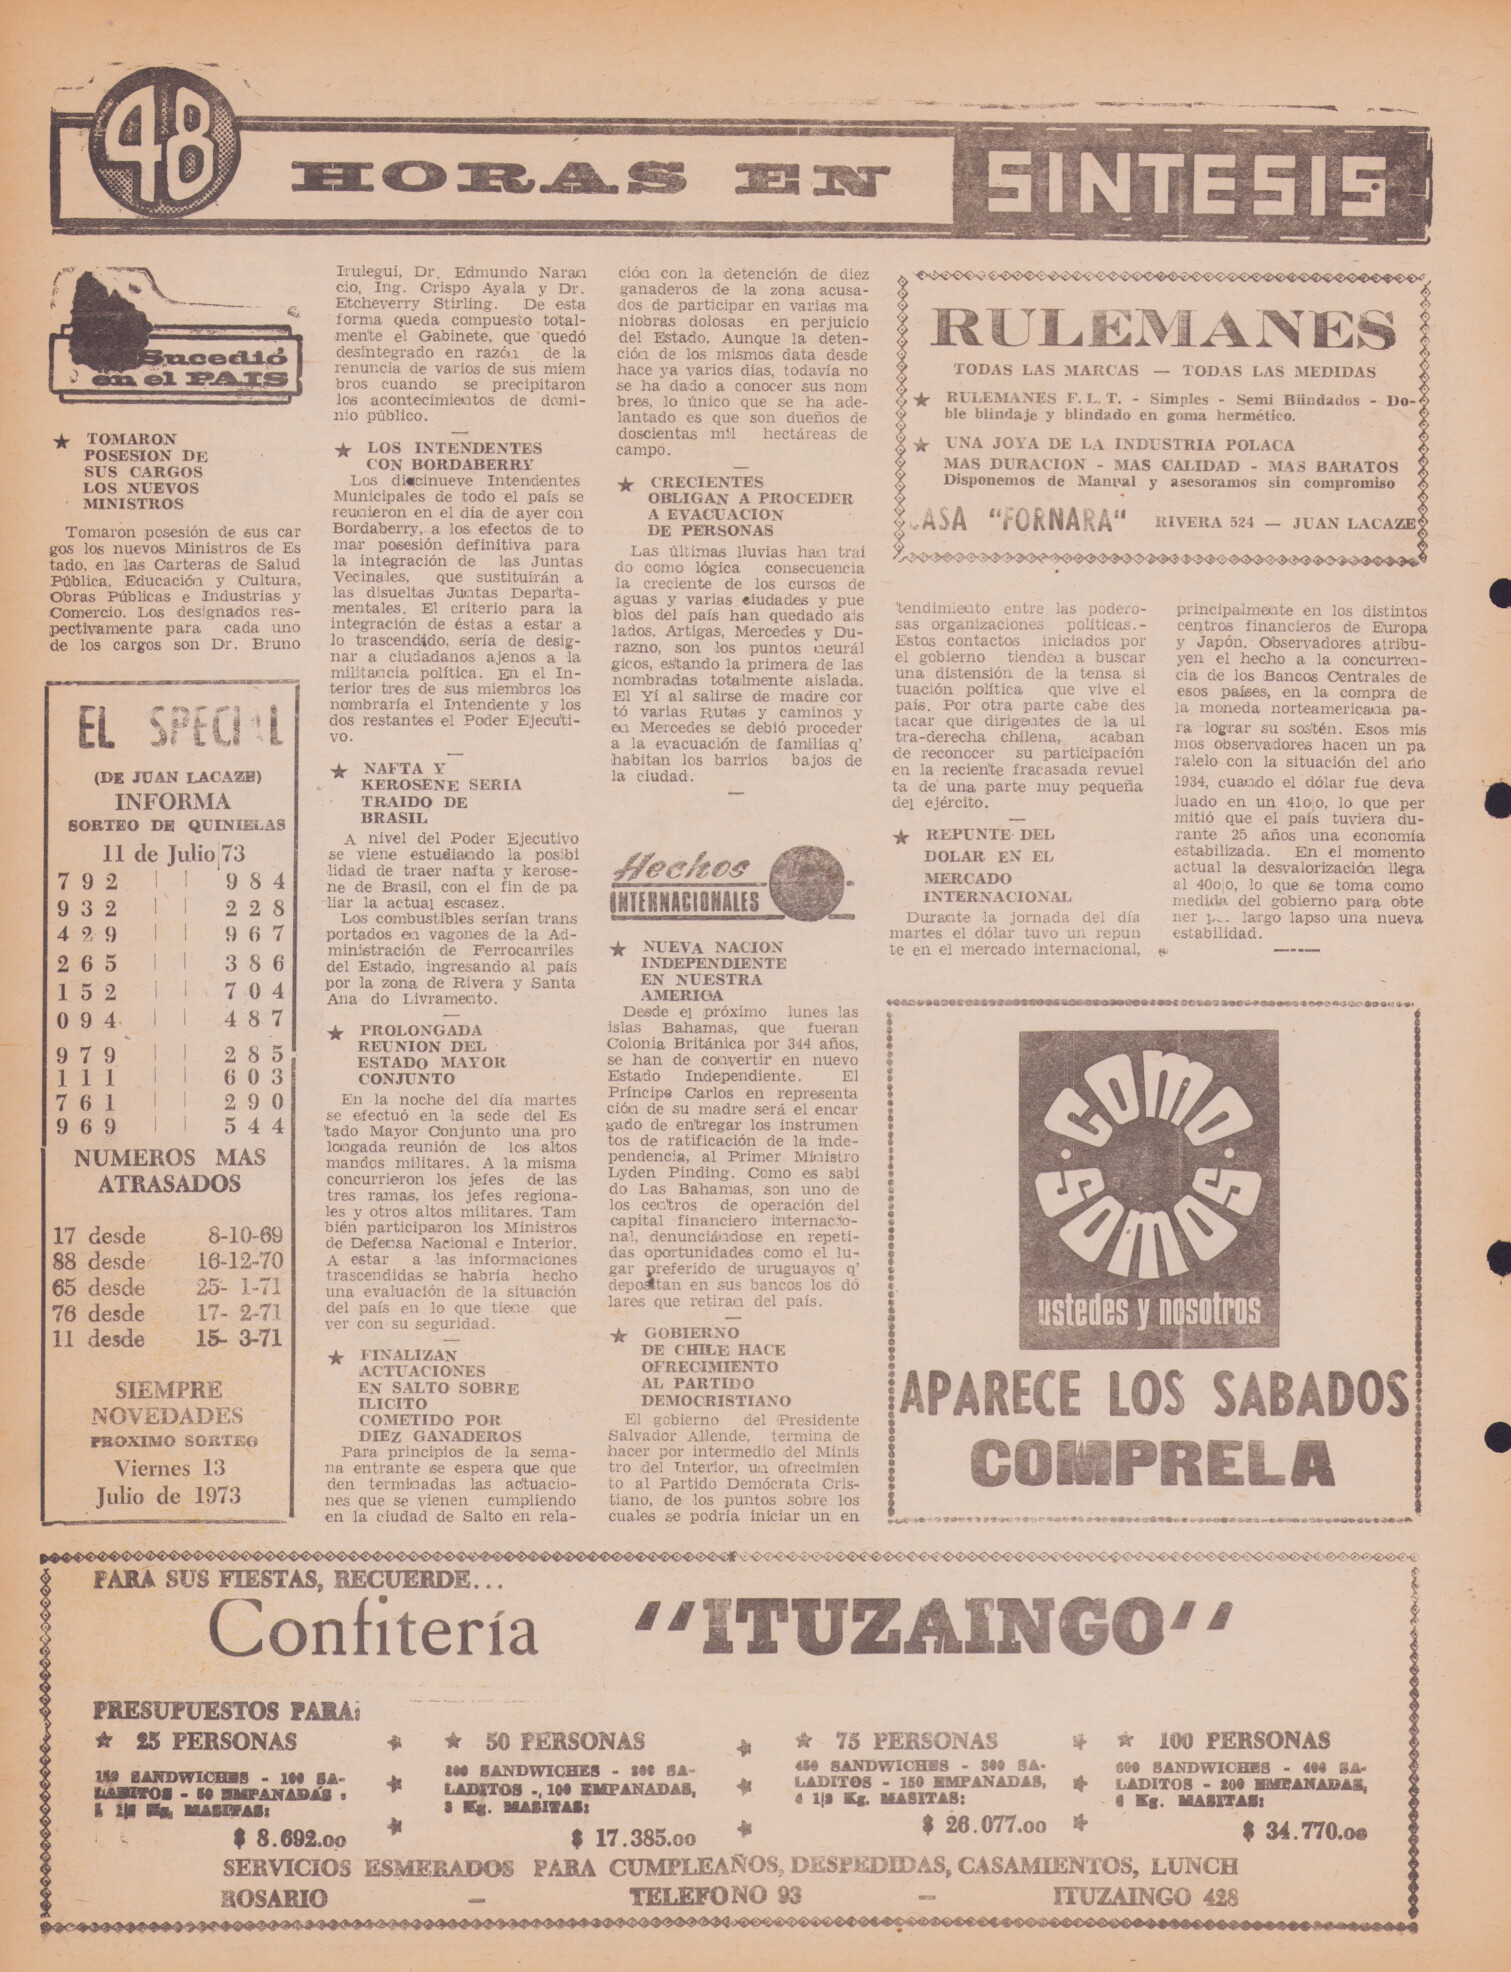 48 HORAS EN SINTESIS
Sucedió
en el PAIS
★ TOMARON
POSESION DE
SUS CARGOS
LOS NUEVOS
MINISTROS
Tomaron posesión de sus car
gos los nuevos Ministros de Es
tado, en las Carteras de Salud
Pública, Educación y Cultura,
Obras Públicas e Industrias y
Comercio. Los designados res-
pectivamente para cada uno
de los cargos son Dr. Bruno
Irulegui, Dr. Edmundo Naran
cio, Ing. Crispo Ayala y Dr.
Etcheverry Stirling. De esta
forma queda compuesto total-
mente el Gabinete, que quedó
desintegrado en razón de la
renuncia de varios de sus miem
bros cuando se precipitaron
los acontecimientos de domi-
nio público.
★ LOS INTENDENTES
CON BORDABERRY
Los diecinueve Intendentes
Municipales de todo el país se
reunieron en el día de ayer con
Bordaberry, a los efectos de to
mar posesión definitiva para
la integración de las Juntas
Vecinales, que sustituirán a
las disueltas Juntas Departa-
mentales. El criterio para la
integración de éstas a estar a
lo trascendido, sería de desig-
nar a ciudadanos ajenos a la
militancia política. En el In-
terior tres de sus miembros los
nombraría el Intendente y los
dos restantes el Poder Ejecuti-
vo.
★ NAFTA Y
KEROSENE SERIA
TRAIDO DE
BRASIL
A nivel del Poder Ejecutivo
se viene estudiando la posibi
lidad de traer nafta y kerose-
ne de Brasil, con el fin de pa
liar la actual escasez.
Los combustibles serían trans
portados en vagones de la Ad-
ministración de Ferrocarriles
del Estado, ingresando al país
por la zona de Rivera y Santa
Ana do Livramento.
★ PROLONGADA
REUNION DEL
ESTADO MAYOR
CONJUNTO
En la noche del día martes
se efectuó en la sede del Es
tado Mayor Conjunto una pro
longada reunión de los altos
mandos militares. A la misma
concurrieron los jefes de las
tres ramas, los jefes regiona-
les y otros altos militares. Tam
bién participaron los Ministros
de Defensa Nacional e Interior.
A estar a las informaciones
trascendidas se habría hecho
una evaluación de la situación
del país en lo que tiene que
ver con su seguridad.
★ FINALIZAN
ACTUACIONES
EN SALTO SOBRE
ILICITO
COMETIDO POR
DIEZ GANADEROS
Para principios de la sema-
na entrante se espera que que
den terminadas las actuacio-
nes que se vienen cumpliendo
en la ciudad de Salto en rela-
ción con la detención de diez
ganaderos de la zona acusa-
dos de participar en varias ma
niobras dolosas en perjuicio
del Estado. Aunque la deten-
ción de los mismos data desde
hace ya varios días, todavía no
se ha dado a conocer sus nom
bres, lo único que se ha ade-
lantado es que son dueños de
doscientas mil hectáreas de
campo.
★ CRECIENTES
OBLIGAN A PROCEDER
A EVACUACION
DE PERSONAS
Las últimas lluvias han traí
do como lógica consecuencia
la creciente de los cursos de
aguas y varias ciudades y pue
blos del país han quedado ais
lados. Artigas, Mercedes y Du-
razno, son los puntos neurál
gicos, estando la primera de las
nombradas totalmente aislada.
El Yí al salirse de madre cor
tó varias Rutas y caminos y
en Mercedes se debió proceder
a la evacuación de familias q'
habitan los barrios bajos de
la ciudad.
Hechos
INTERNACIONALES
★ NUEVA NACION
INDEPENDIENTE
EN NUESTRA
AMERICA
Desde el próximo lunes las
islas Bahamas, que fueran
Colonia Británica por 344 años,
se han de convertir en nuevo
Estado Independiente. El
Príncipe Carlos en representa
ción de su madre será el encar
gado de entregar los instrumen
tos de ratificación de la inde-
pendencia, al Primer Ministro
Lyden Pinding. Como es sabi
do Las Bahamas, son uno de
los centros de operación del
capital financiero internacio-
nal, denunciándose en repeti-
das oportunidades como el lu-
gar preferido de uruguayos q'
depositan en sus bancos los dó
lares que retiran del país.
★ GOBIERNO
DE CHILE HACE
OFRECIMIENTO
AL PARTIDO
DEMOCRISTIANO
El gobierno del Presidente
Salvador Allende, termina de
hacer por intermedio del Minis
tro del Interior, un ofrecimien
to al Partido Demócrata Cris-
tiano, de los puntos sobre los
cuales se podría iniciar un en
tendimiento entre las podero-
sas organizaciones políticas.-
Estos contactos iniciados por
el gobierno tienden a buscar
una distensión de la tensa si
tuación política que vive el
país. Por otra parte cabe des
tacar que dirigentes de la ul
tra-derecha chilena, acaban
de reconocer su participación
en la reciente fracasada revuel
ta de una parte muy pequeña
del ejército.
★ REPUNTE DEL
DOLAR EN EL
MERCADO
INTERNACIONAL
Durante la jornada del día
martes el dólar tuvo un repun
te en el mercado internacional,
principalmente en los distintos
centros financieros de Europa
y Japón. Observadores atribu-
yen el hecho a la concurren-
cia de los Bancos Centrales de
esos países, en la compra de
la moneda norteamericana pa-
ra lograr su sostén. Esos mis
mos observadores hacen un pa
ralelo con la situación del año
1934, cuando el dólar fue deva
luado en un 41o|o, lo que per
mitió que el país tuviera du-
rante 25 años una economía
estabilizada. En el momento
actual la desvalorización llega
al 40o|o, lo que se toma como
medida del gobierno para obte
ner largo lapso una nueva
estabilidad.
EL SPECIAL
(DE JUAN LACAZE)
INFORMA
SORTEO DE QUINIELAS
11 de Julio|73
792 | | 984
932 | | 228
429 | | 967
265 | | 386
152 | | 704
094 | | 487
979 | | 285
111 | | 603
761 | | 290
969 | | 544
NUMEROS MAS
ATRASADOS
17 desde 8-10-69
88 desde 16-12-70
65 desde 25- 1-71
76 desde 17- 2-71
11 desde 15- 3-71
SIEMPRE
NOVEDADES
PROXIMO SORTEO
Viernes 13
Julio de 1973
RULEMANES
TODAS LAS MARCAS — TODAS LAS MEDIDAS
★ RULEMANES F.L.T. - Simples - Semi Blindados - Do-
ble blindaje y blindado en goma hermético.
★ UNA JOYA DE LA INDUSTRIA POLACA
MAS DURACION - MAS CALIDAD - MAS BARATOS
Disponemos de Manual y asesoramos sin compromiso
CASA "FORNARA" RIVERA 524 — JUAN LACAZE
COMO
SOMOS
ustedes y nosotros
APARECE LOS SABADOS
COMPRELA
PARA SUS FIESTAS, RECUERDE...
Confitería "ITUZAINGO"
PRESUPUESTOS PARA:
★ 25 PERSONAS
150 SANDWICHES - 100 SA-
LADITOS - 50 EMPANADAS
1 1|2 Kg. MASITAS:
$ 8.692.oo
★ 50 PERSONAS
300 SANDWICHES - 200 SA-
LADITOS - 100 EMPANADAS,
3 Kg. MASITAS:
$ 17.385.oo
★ 75 PERSONAS
450 SANDWICHES - 300 SA-
LADITOS - 150 EMPANADAS,
4 1|2 Kg. MASITAS:
$ 26.077.oo
★ 100 PERSONAS
600 SANDWICHES - 400 SA-
LADITOS - 200 EMPANADAS,
6 Kg. MASITAS:
$ 34.770.oo
SERVICIOS ESMERADOS PARA CUMPLEAÑOS, DESPEDIDAS, CASAMIENTOS, LUNCH
ROSARIO — TELEFONO 93 — ITUZAINGO 428